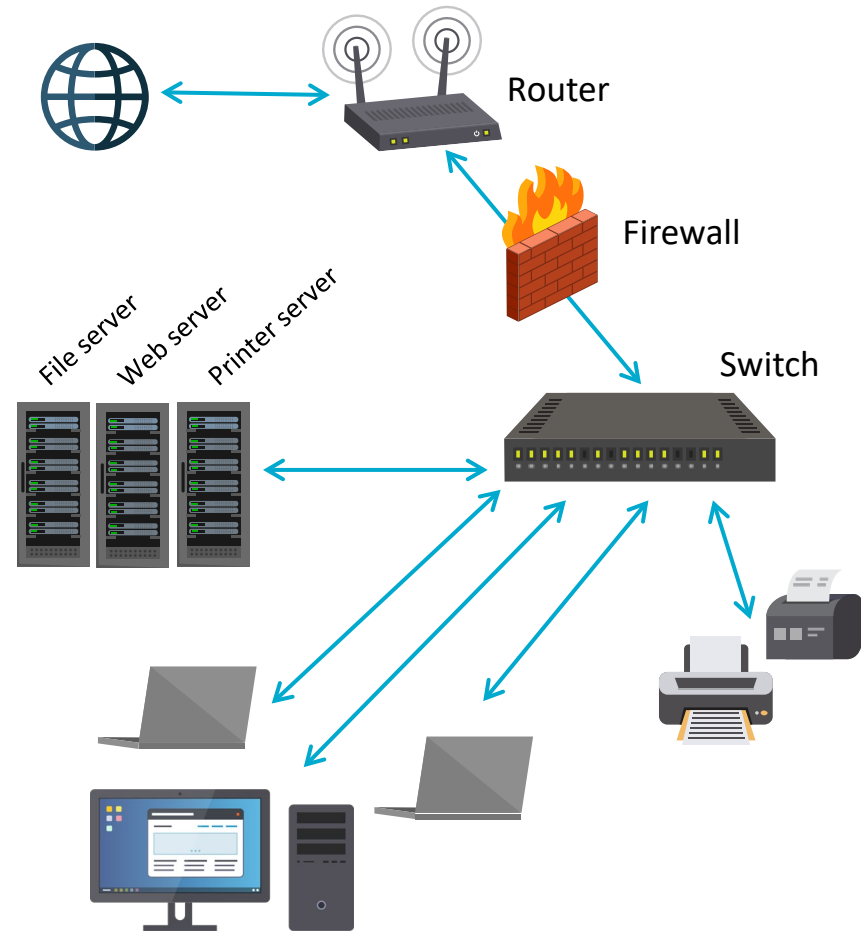 Router
Firewall
File server
Web server
Printer server
Switch